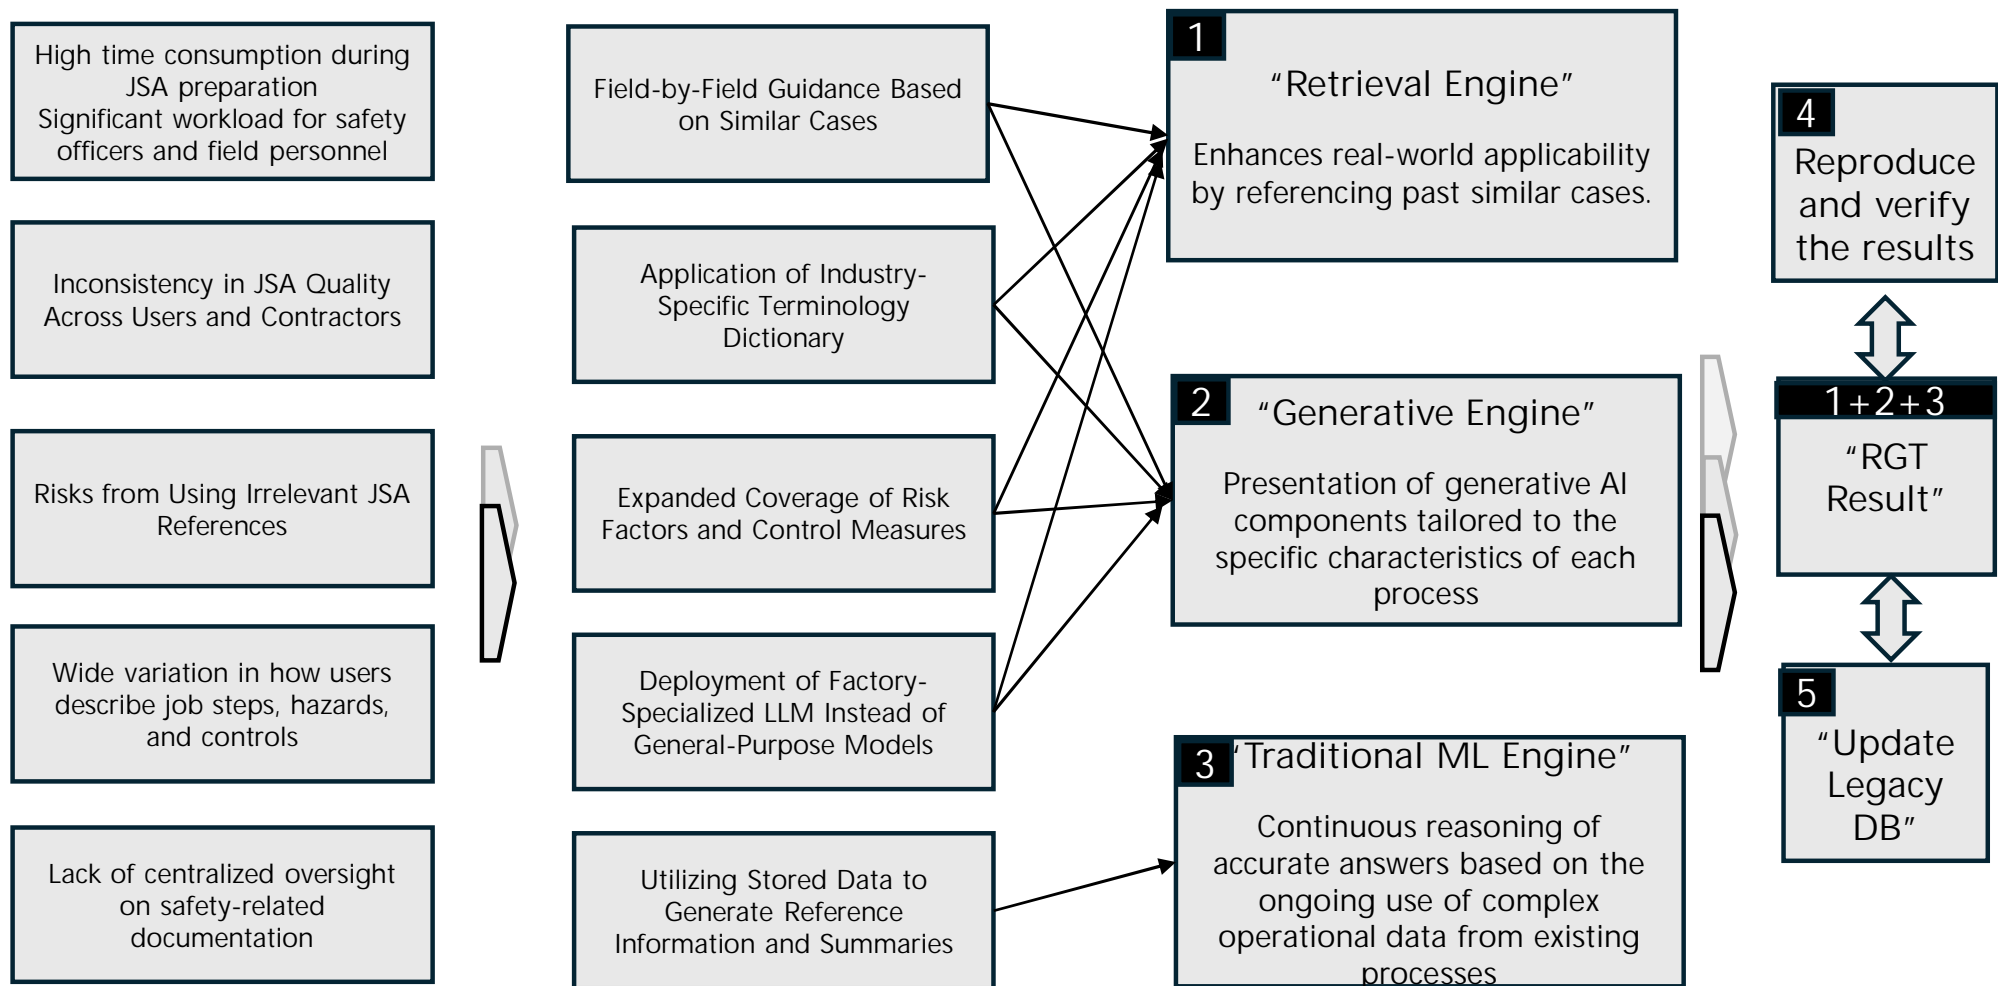 High time consumption during
JSA preparation
Significant workload for safety
officers and field personnel
Inconsistency in JSA Quality
Across Users and Contractors
Risks from Using Irrelevant JSA
References
Wide variation in how users
describe job steps, hazards,
and controls
Lack of centralized oversight
on safety-related
documentation
Field-by-Field Guidance Based
on Similar Cases
Application of Industry-
Specific Terminology
Dictionary
Expanded Coverage of Risk
Factors and Control Measures
Deployment of Factory-
Specialized LLM Instead of
General-Purpose Models
Utilizing Stored Data to
Generate Reference
Information and Summaries
1
“Retrieval Engine”
Enhances real-world applicability
by referencing past similar cases.
2
“Generative Engine”
Presentation of generative AI
components tailored to the
specific characteristics of each
process
3
“Traditional ML Engine”
Continuous reasoning of
accurate answers based on the
ongoing use of complex
operational data from existing
processes
4
Reproduce
and verify
the results
1+2+3
“RGT
Result”
5
“Update
Legacy
DB”